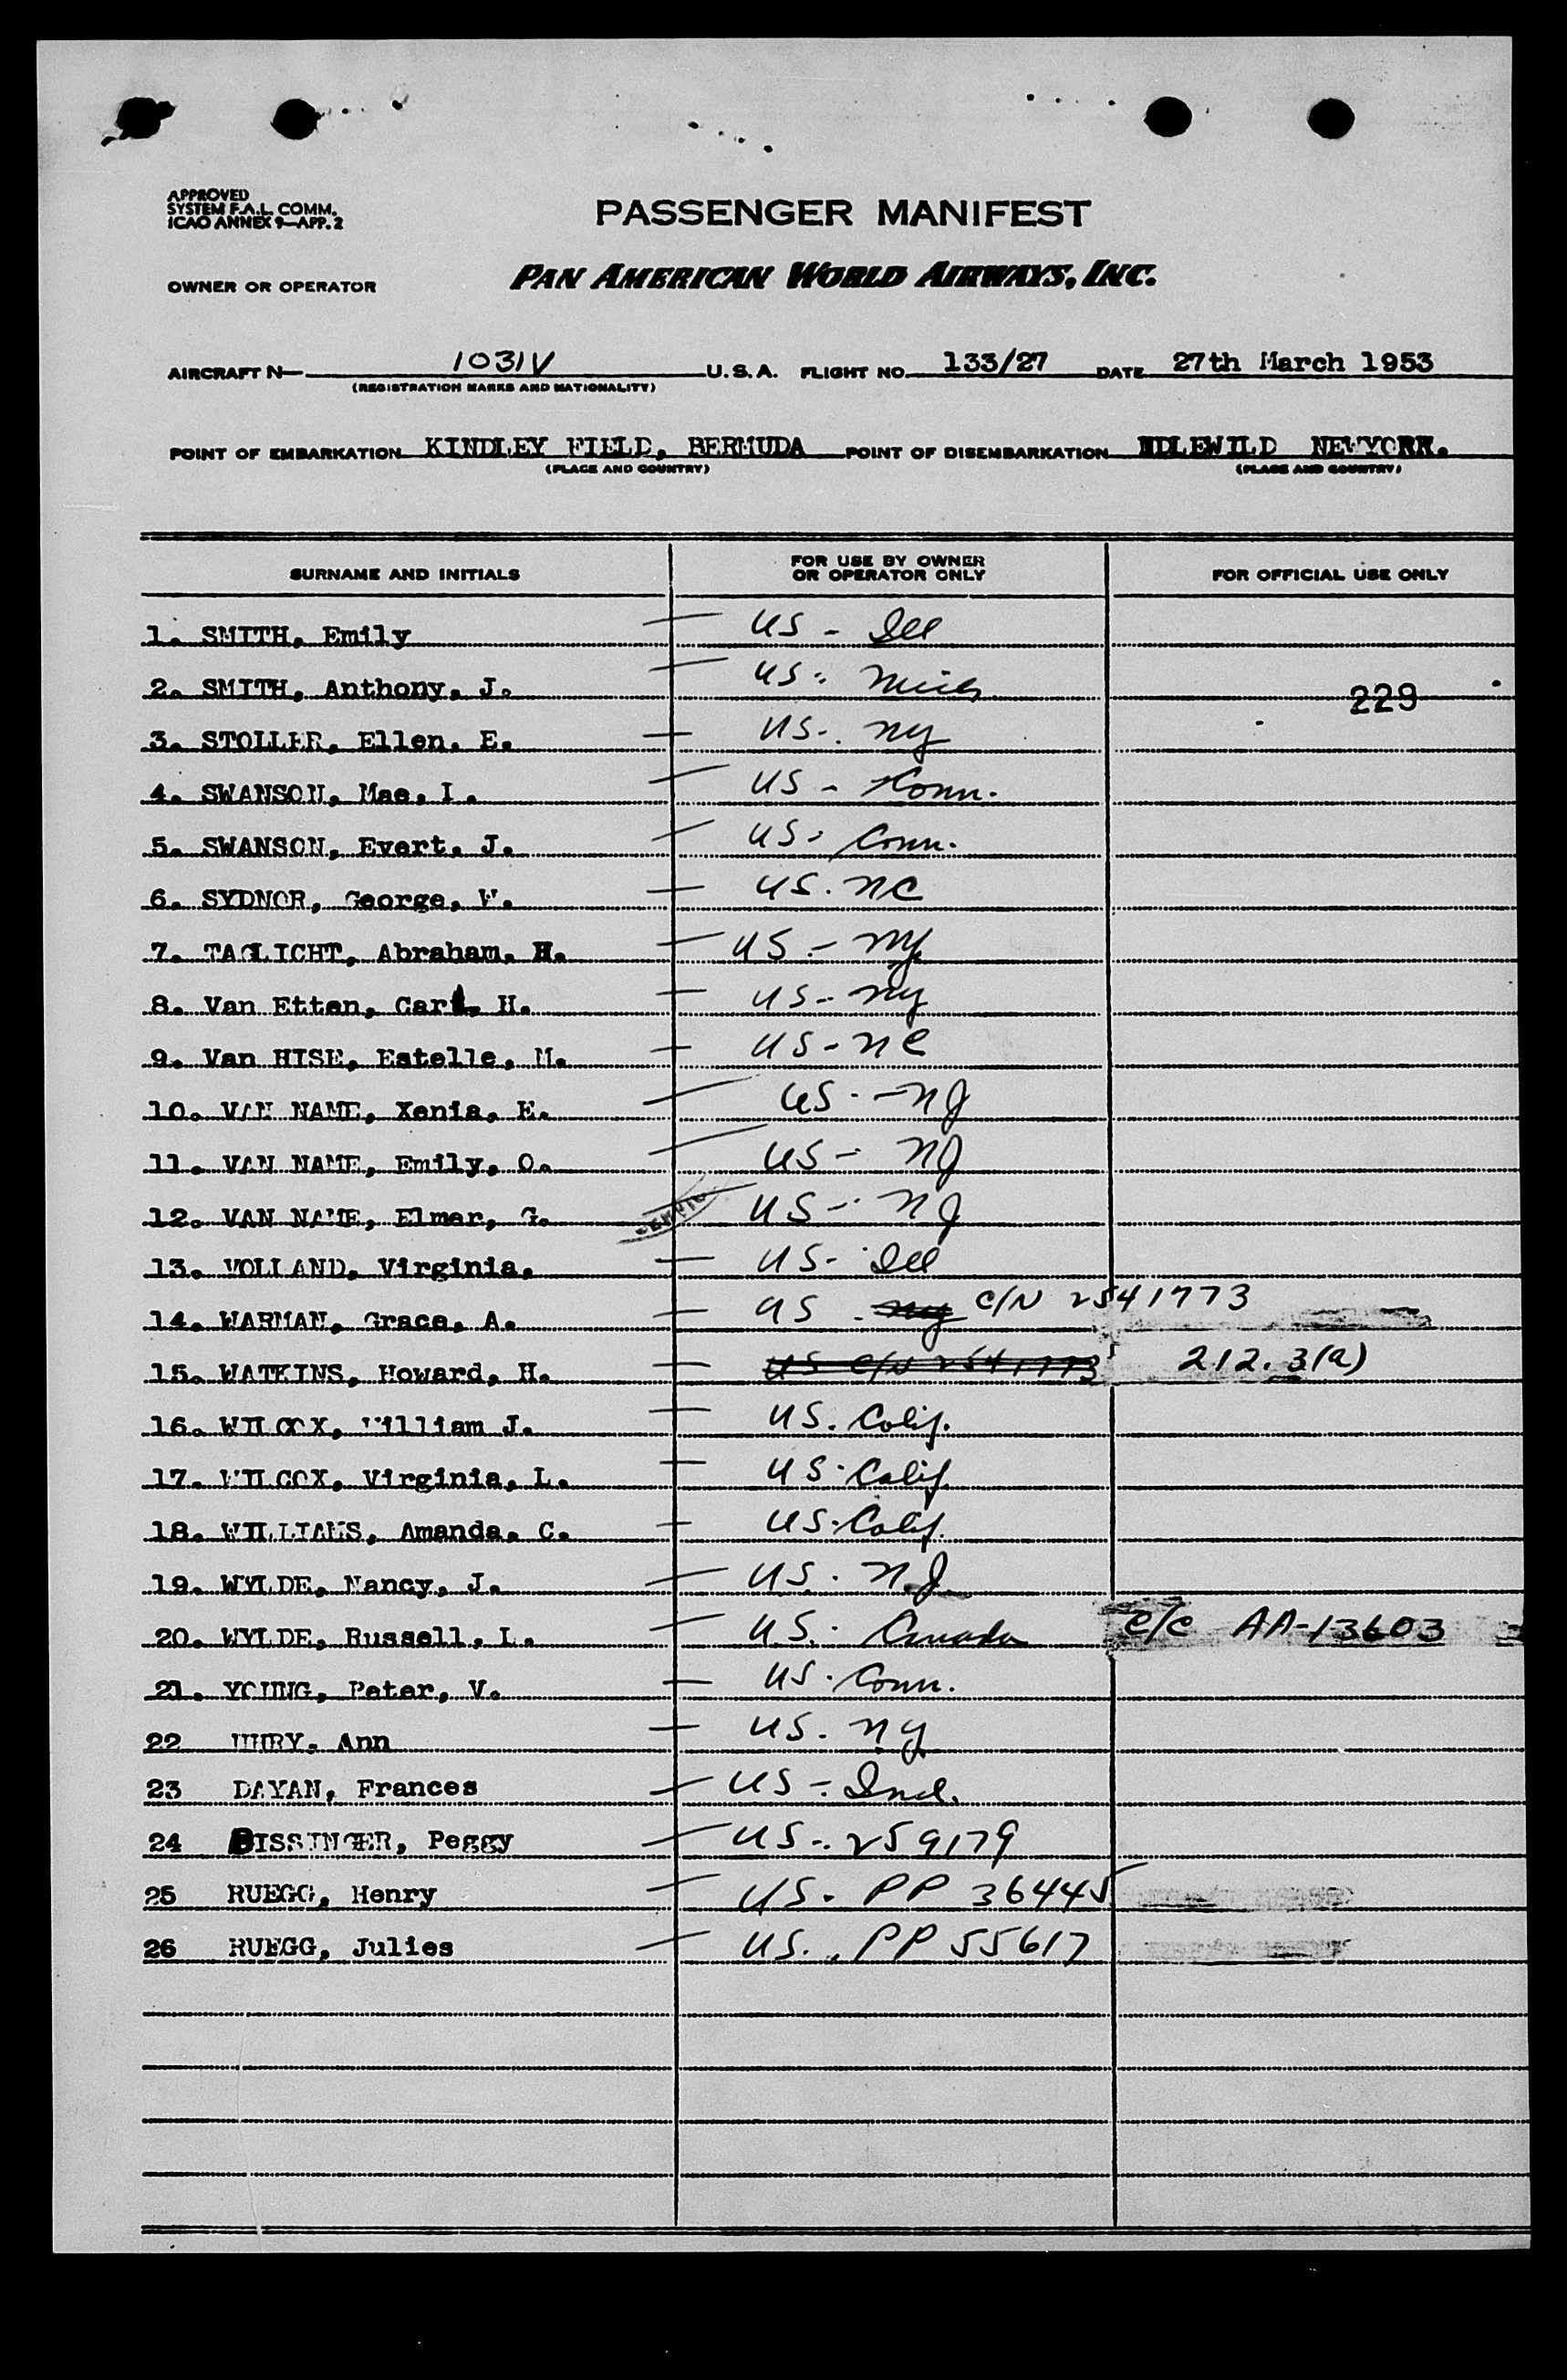 APPROVED
SYSTEM F.A.L. COMM.
ICAO ANNEX 9—APP. 2
PASSENGER MANIFEST
OWNER OR OPERATOR PAN AMERICAN WORLD AIRWAYS, INC.
AIRCRAFT N— 1031V U.S.A. FLIGHT NO. 133/27 DATE 27th March 1953
(REGISTRATION MARKS AND NATIONALITY)
POINT OF EMBARKATION KINDLEY FIELD, BERMUDA POINT OF DISEMBARKATION IDLEWILD NEWYORK.
(PLACE AND COUNTRY) (PLACE AND COUNTRY)
SURNAME AND INITIALS FOR USE BY OWNER OR OPERATOR ONLY FOR OFFICIAL USE ONLY
1. SMITH, Emily US - Ill
2. SMITH, Anthony, J. US - Mich 229
3. STOLLER, Ellen. E. US - NY
4. SWANSON, Mae, I. US - Conn.
5. SWANSON, Evert, J. US - Conn.
6. SYDNOR, George, W. US. NC
7. TAGLICHT, Abraham. H. US - NY
8. Van Etten, Carl, H. US - NY
9. Van HISE, Estelle, M. US - NC
10. VAN NAME, Xenia, E. US - NJ
11. VAN NAME, Emily, O. US - NJ
12. VAN NAME, Elmer, G. US - NJ
13. VOLLAND, Virginia, US - Ill
14. WARMAN, Grace, A. US - NY C/N 2541773
15. WATKINS, Howard, H. US C/N 2541773 212.3(a)
16. WILCOX, William J. US. Calif.
17. WILCOX, Virginia, L. US - Calif
18. WILLIAMS, Amanda, C. US - Calif.
19. WYLDE, Nancy, J. US. N.J.
20. WYLDE, Russell, L. U.S. - Canada C/C AA-13603
21. YOUNG, Peter, V. US - Conn.
22 Ann US. NY
23 DAYAN, Frances US - Ind.
24 BISSINGER, Peggy US - 259179
25 RUEGG, Henry US. PP 36445
26 RUEGG, Julies US. PP 55617